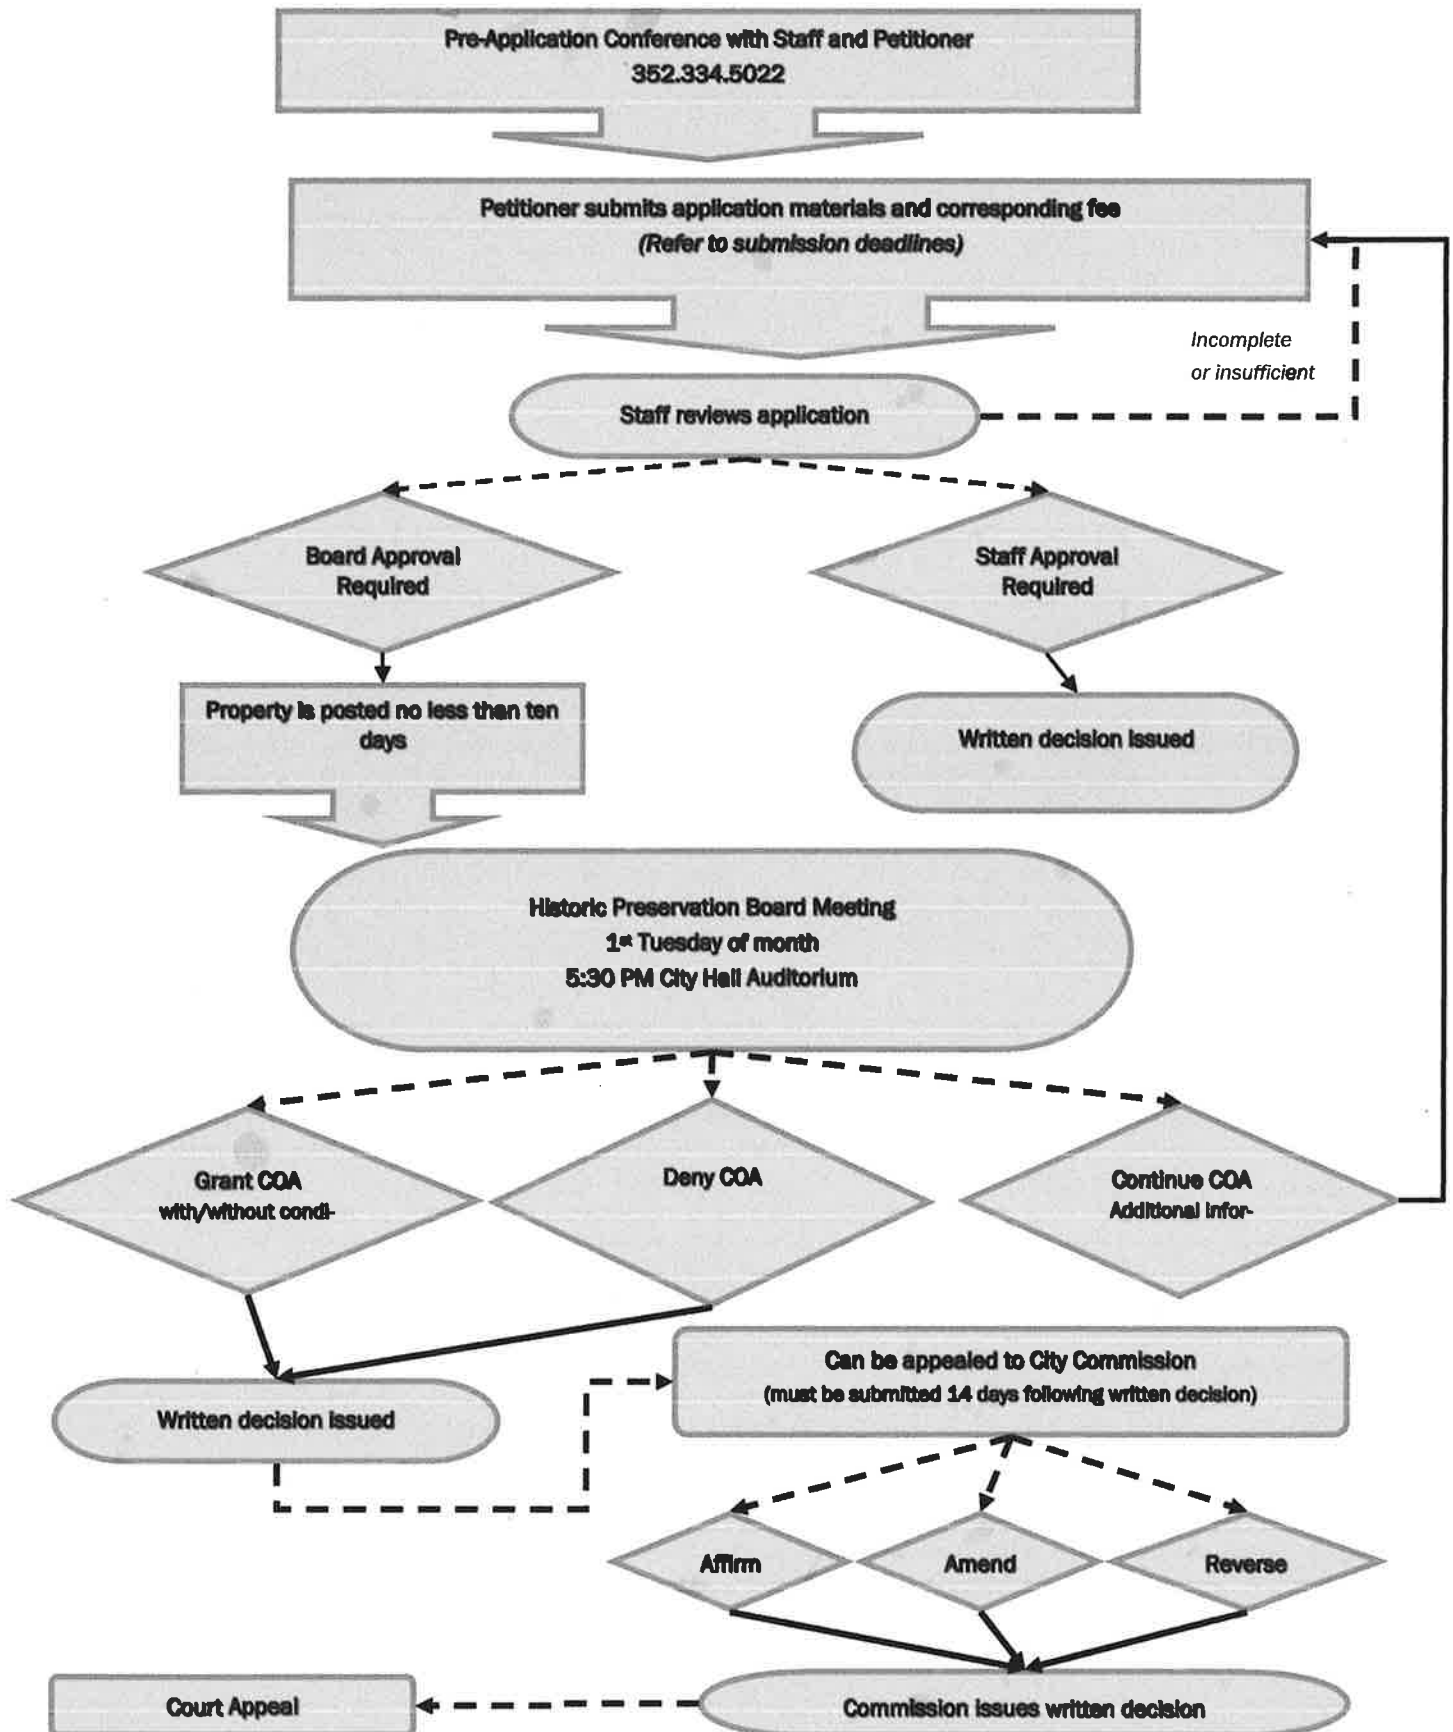 Pre-Application Conference with Staff and Petitioner
352.334.5022
Petitioner submits application materials and corresponding fee
(Refer to submission deadlines)
Incomplete
or insufficient
Staff reviews application
Board Approval
Required
Staff Approval
Required
Property is posted no less than ten
days
Written decision issued
Historic Preservation Board Meeting
1st Tuesday of month
5:30 PM City Hall Auditorium
Grant COA
with/without condi-
Deny COA
Continue COA
Additional infor-
Can be appealed to City Commission
(must be submitted 14 days following written decision)
Written decision issued
Affirm
Amend
Reverse
Court Appeal
Commission issues written decision